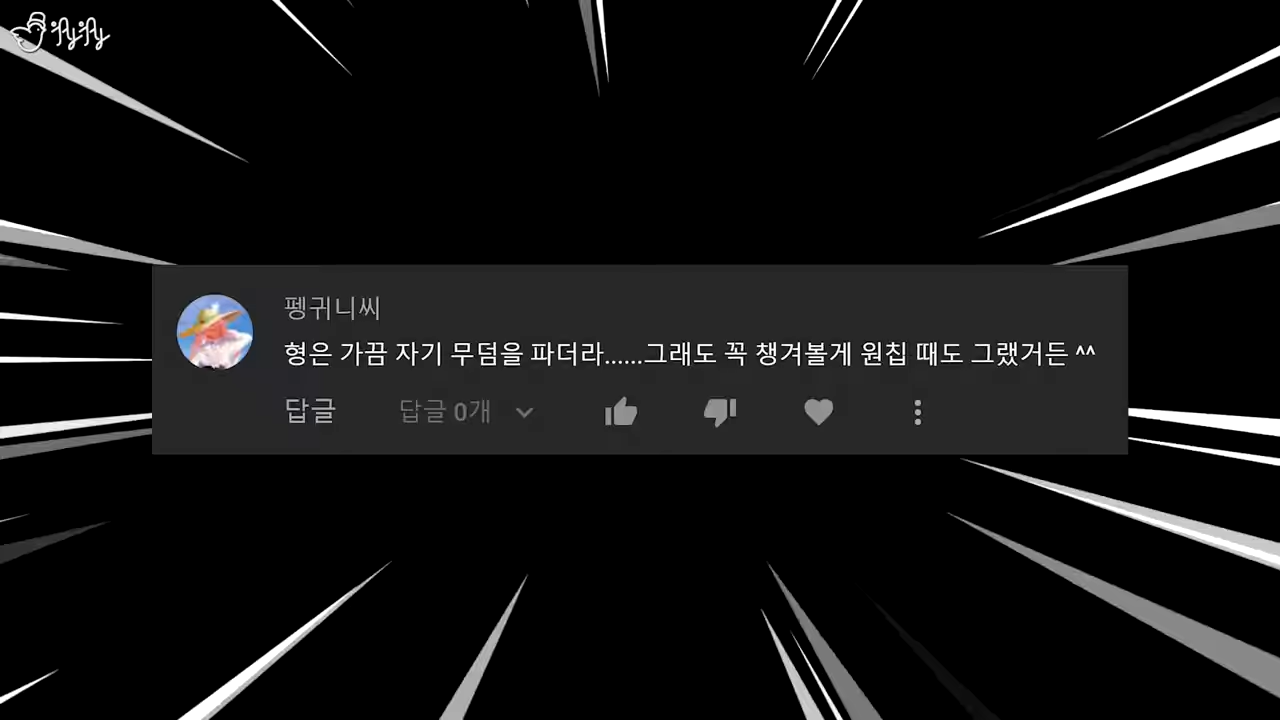 펭귀니씨
형은 가끔 자기 무덤을 파더라......그래도 꼭 챙겨볼게 원칩 때도 그랬거든 ^^
답글 답글 0개